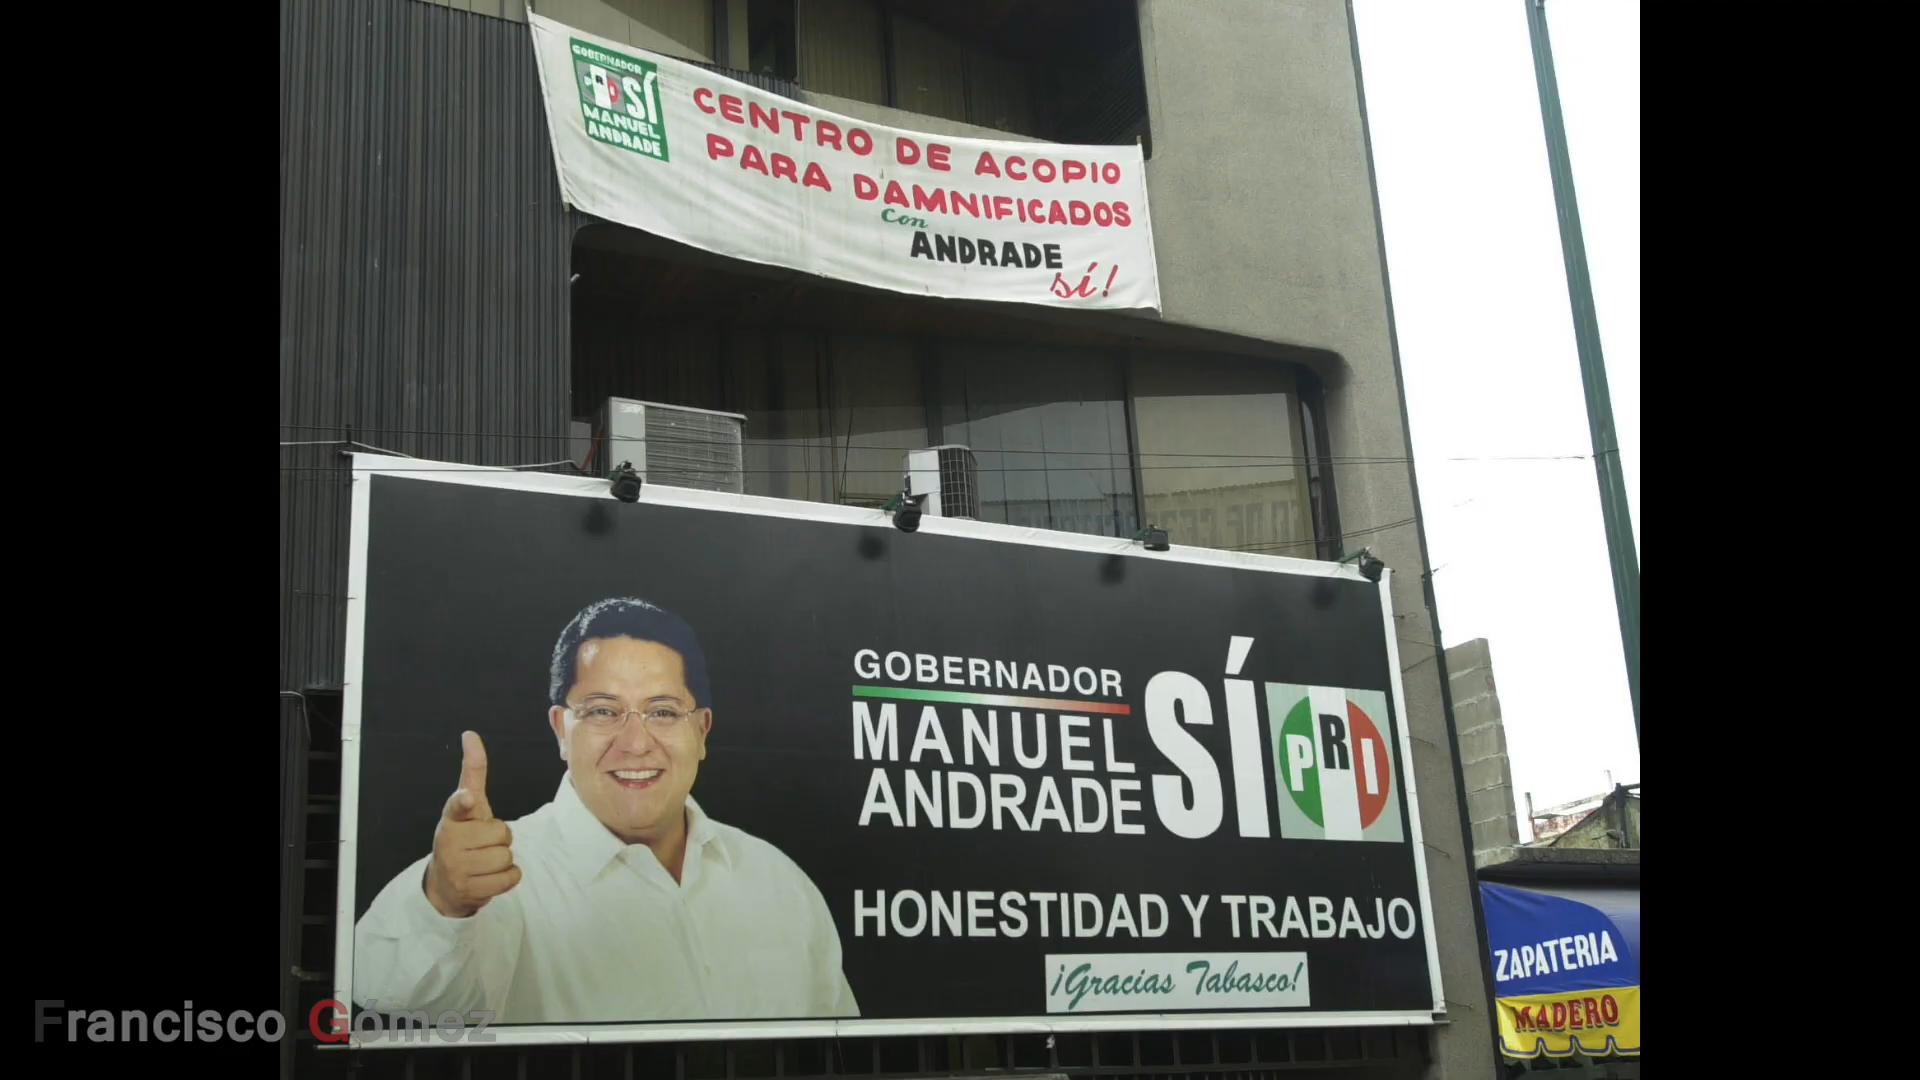 GOBERNADOR
PRI SÍ
MANUEL
ANDRADE
CENTRO DE ACOPIO
PARA DAMNIFICADOS
con
ANDRADE
sí!
GOBERNADOR
MANUEL
ANDRADE
SÍ
PRI
HONESTIDAD Y TRABAJO
¡Gracias Tabasco!
ZAPATERIA
MADERO
Francisco Gómez